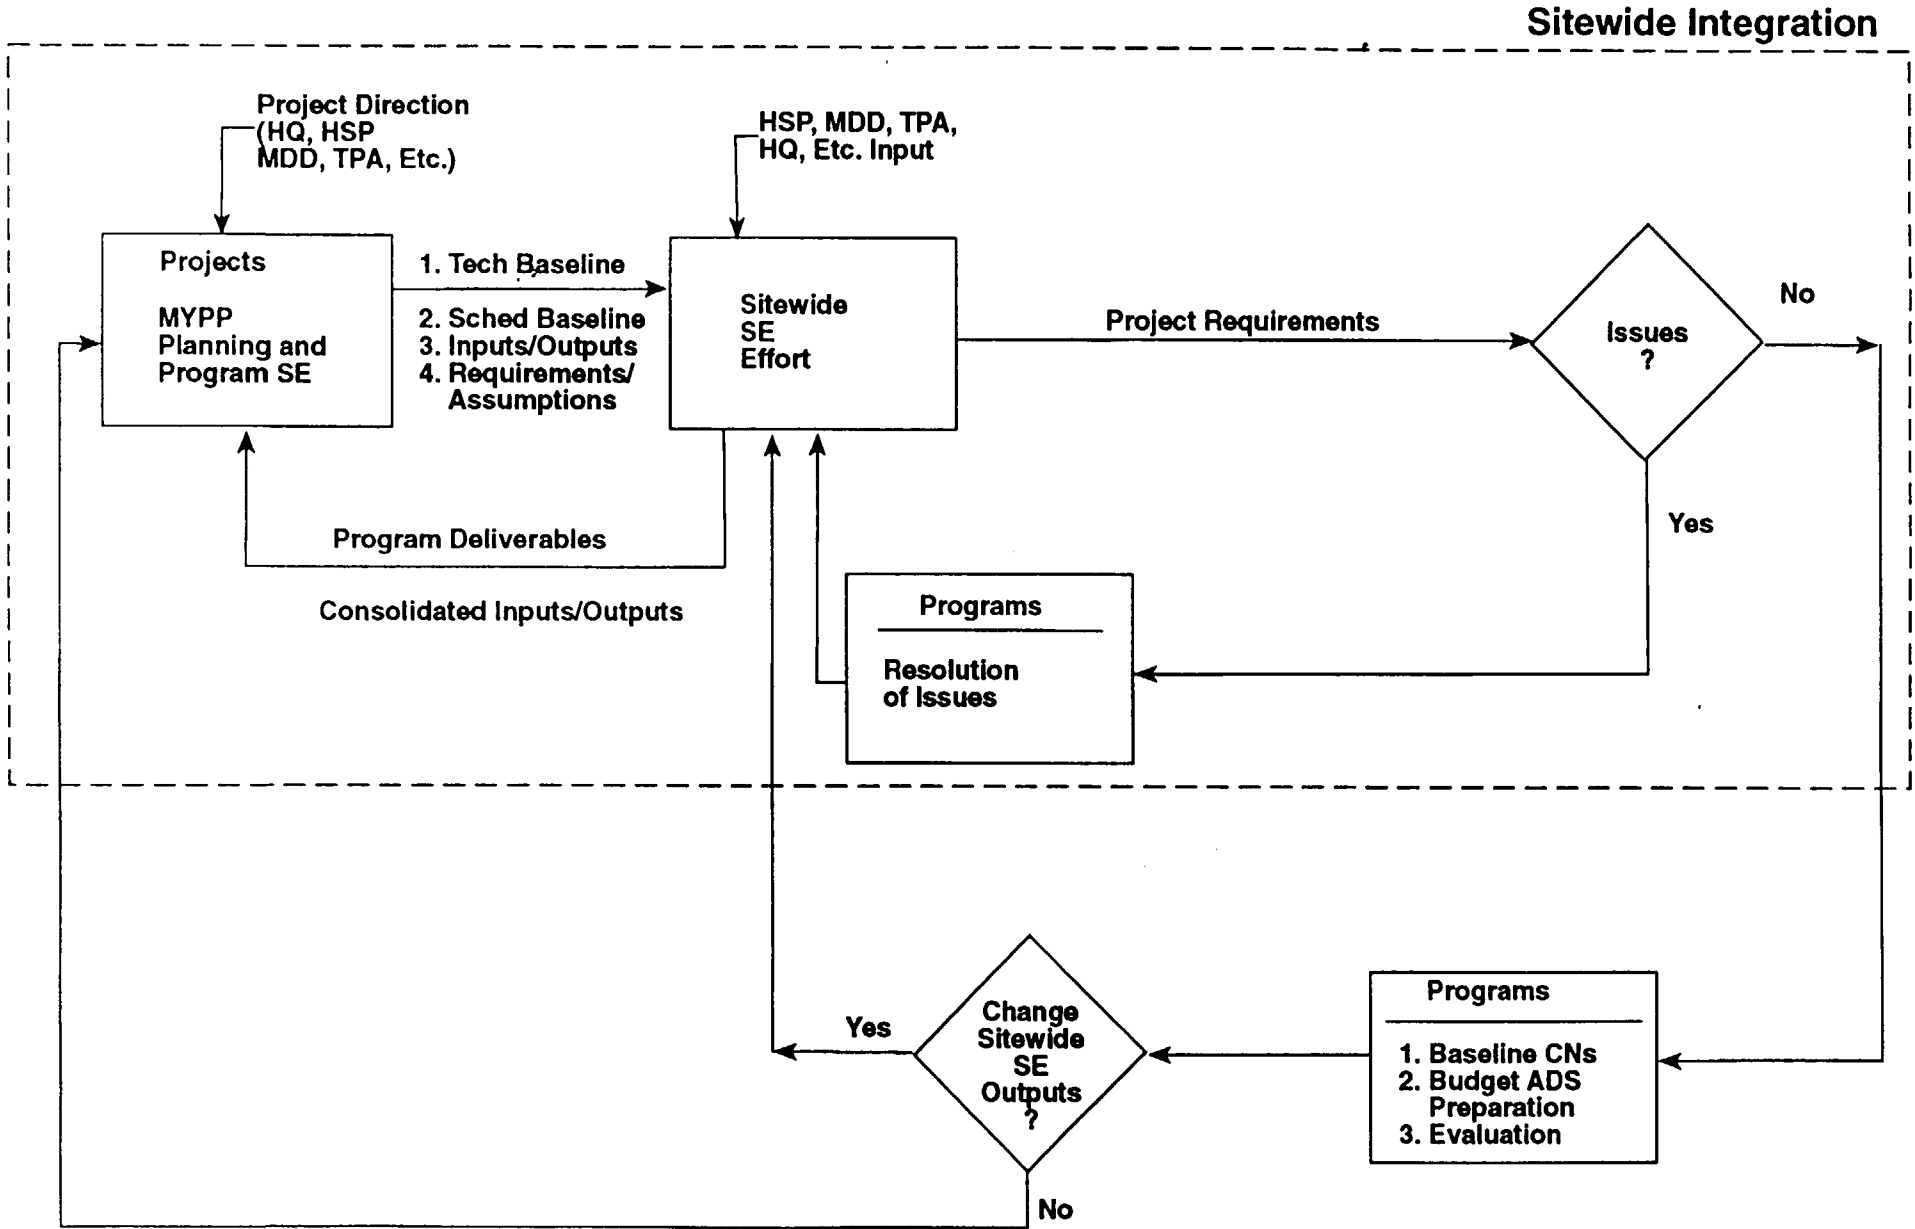 Sitewide Integration
Project Direction
(HQ, HSP
MDD, TPA, Etc.)
HSP, MDD, TPA,
HQ, Etc. Input
Projects
MYPP
Planning and
Program SE
1. Tech Baseline
2. Sched Baseline
3. Inputs/Outputs
4. Requirements/
Assumptions
Sitewide
SE
Effort
Project Requirements
Issues
?
No
Yes
Program Deliverables
Consolidated Inputs/Outputs
Programs
Resolution
of Issues
Change
Sitewide
SE
Outputs
?
Yes
No
Programs
1. Baseline CNs
2. Budget ADS
Preparation
3. Evaluation